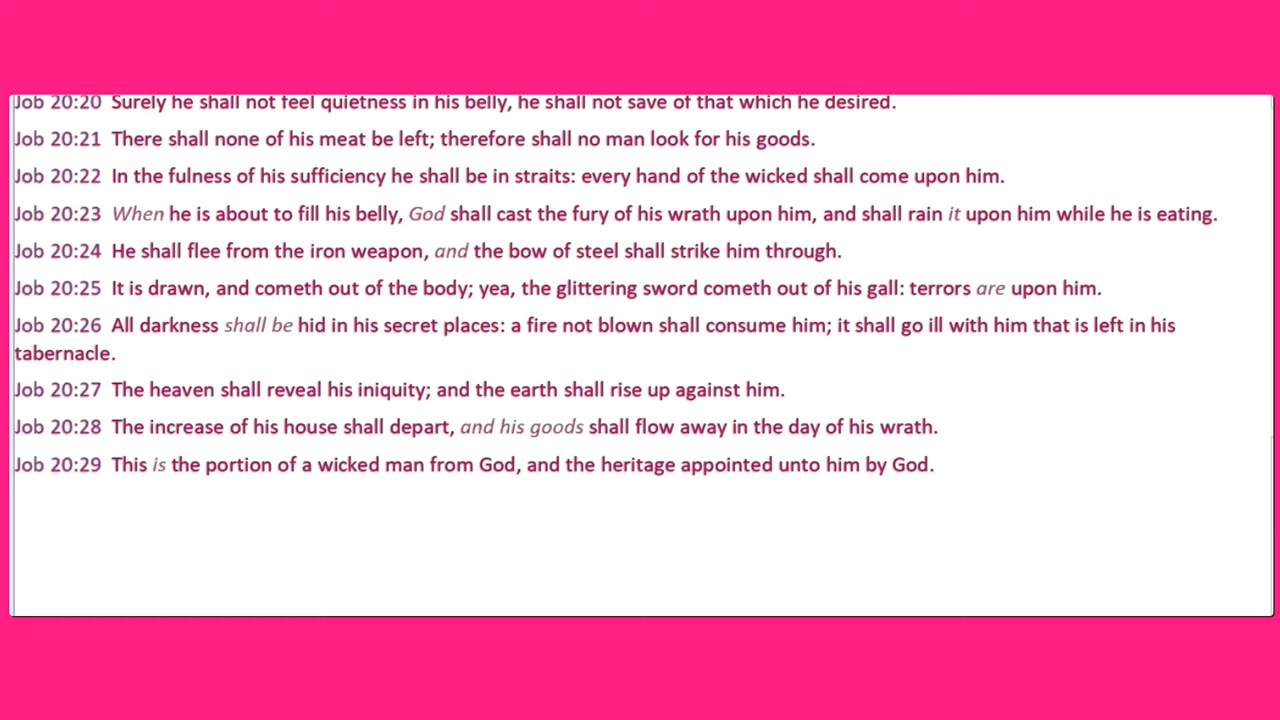 Job 20:20 Surely he shall not feel quietness in his belly, he shall not save of that which he desired.
Job 20:21 There shall none of his meat be left; therefore shall no man look for his goods.
Job 20:22 In the fulness of his sufficiency he shall be in straits: every hand of the wicked shall come upon him.
Job 20:23 When he is about to fill his belly, God shall cast the fury of his wrath upon him, and shall rain it upon him while he is eating.
Job 20:24 He shall flee from the iron weapon, and the bow of steel shall strike him through.
Job 20:25 It is drawn, and cometh out of the body; yea, the glittering sword cometh out of his gall: terrors are upon him.
Job 20:26 All darkness shall be hid in his secret places: a fire not blown shall consume him; it shall go ill with him that is left in his
tabernacle.
Job 20:27 The heaven shall reveal his iniquity; and the earth shall rise up against him.
Job 20:28 The increase of his house shall depart, and his goods shall flow away in the day of his wrath.
Job 20:29 This is the portion of a wicked man from God, and the heritage appointed unto him by God.